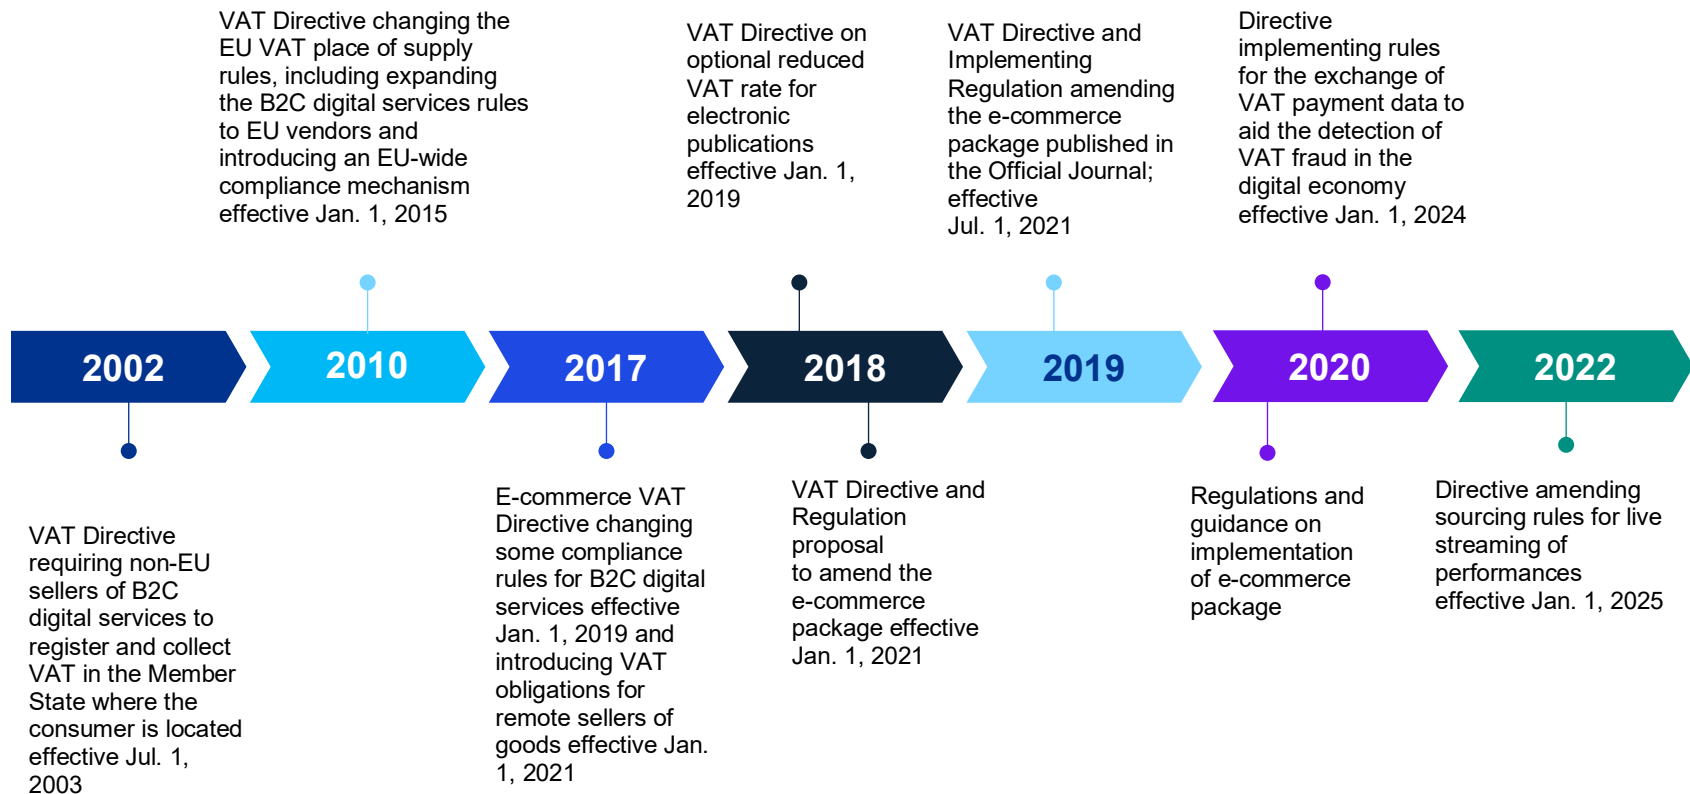 VAT Directive changing the
EU VAT place of supply
rules, including expanding
the B2C digital services rules
to EU vendors and
introducing an EU-wide
compliance mechanism
effective Jan. 1, 2015
VAT Directive on
optional reduced
VAT rate for
electronic
publications
effective Jan. 1,
2019
VAT Directive and
Implementing
Regulation amending
the e-commerce
package published in
the Official Journal;
effective
Jul. 1, 2021
Directive
implementing rules
for the exchange of
VAT payment data to
aid the detection of
VAT fraud in the
digital economy
effective Jan. 1, 2024
2002
2010
2017
2018
2019
2020
2022
VAT Directive
requiring non-EU
sellers of B2C
digital services to
register and collect
VAT in the Member
State where the
consumer is located
effective Jul. 1,
2003
E-commerce VAT
Directive changing
some compliance
rules for B2C digital
services effective
Jan. 1, 2019 and
introducing VAT
obligations for
remote sellers of
goods effective Jan.
1, 2021
VAT Directive and
Regulation
proposal
to amend the
e-commerce
package effective
Jan. 1, 2021
Regulations and
guidance on
implementation
of e-commerce
package
Directive amending
sourcing rules for live
streaming of
performances
effective Jan. 1, 2025